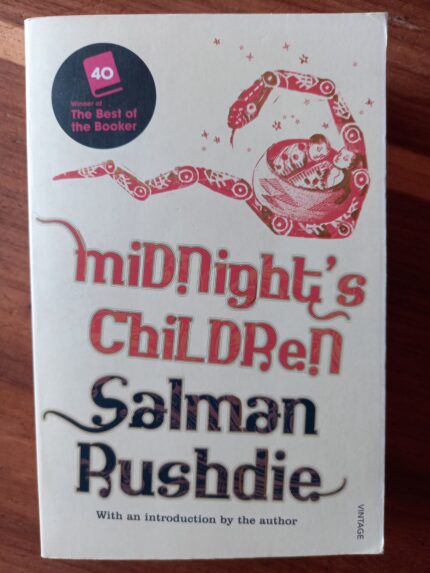 40
Winner of
The Best of
the Booker
miDnight's
ChiLDRen
Salman
Rushdie
With an introduction by the author
VINTAGE